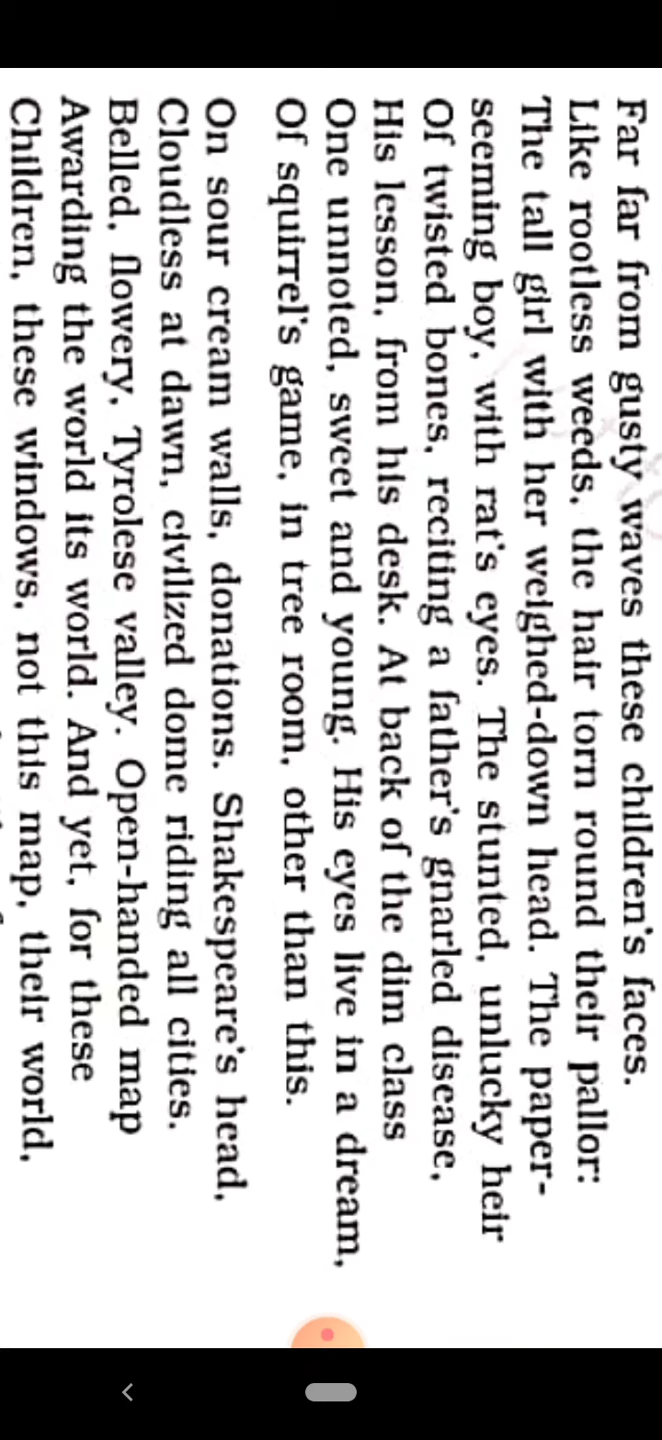 Far far from gusty waves these children's faces.
Like rootless weeds, the hair torn round their pallor:
The tall girl with her weighed-down head. The paper-
seeming boy, with rat's eyes. The stunted, unlucky heir
Of twisted bones, reciting a father's gnarled disease,
His lesson, from his desk. At back of the dim class
One unnoted, sweet and young. His eyes live in a dream,
Of squirrel's game, in tree room, other than this.
On sour cream walls, donations. Shakespeare's head,
Cloudless at dawn, civilized dome riding all cities.
Belled, flowery, Tyrolese valley. Open-handed map
Awarding the world its world. And yet, for these
Children, these windows, not this map, their world,